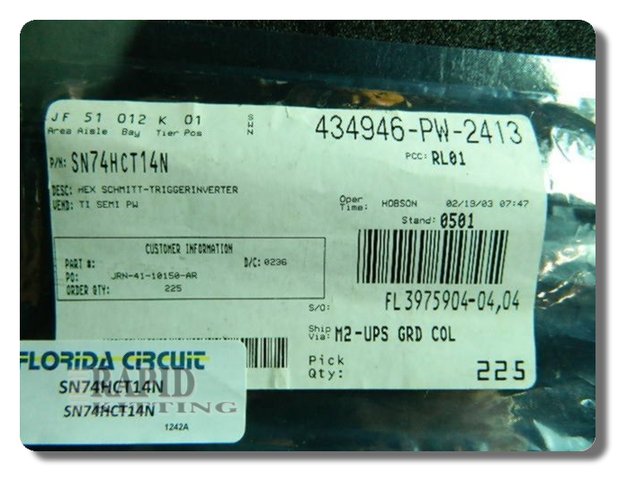 JF 51 012 K 01
Area Aisle Bay Tier Pos
SWN
434946-PW-2413
PCC: RL01
P/N: SN74HCT14N
DESC: HEX SCHMITT-TRIGGERINVERTER
VEND: TI SEMI PW
Oper Time: HOBSON 02/19/03 07:47
Stand: 0501
CUSTOMER INFORMATION
PART #: D/C: 0236
PO: JRN-41-10150-AR
ORDER QTY: 225
S/O: FL3975904-04,04
Ship Via: M2-UPS GRD COL
Pick Qty: 225
FLORIDA CIRCUIT
SN74HCT14N
SN74HCT14N
RAPID
KITTING
1242A